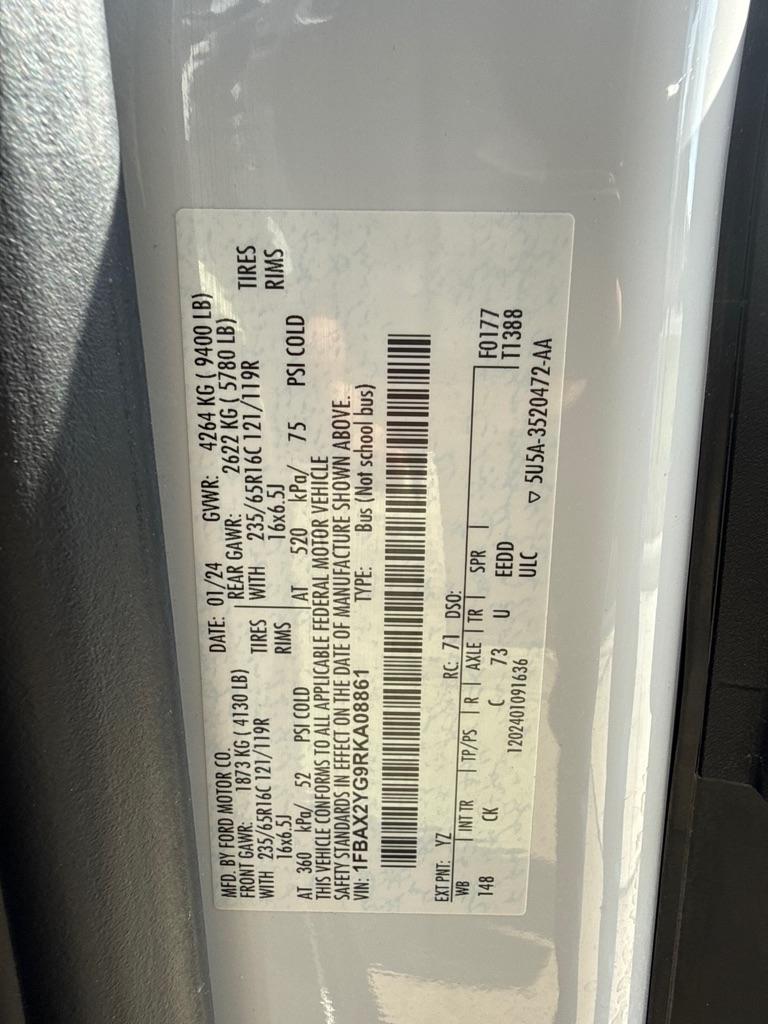 MFD. BY FORD MOTOR CO.
DATE: 01/24 GVWR: 4264 KG ( 9400 LB)
FRONT GAWR: 1873 KG ( 4130 LB)
REAR GAWR: 2622 KG ( 5780 LB)
WITH 235/65R16C 121/119R TIRES
WITH 235/65R16C 121/119R TIRES
16x6.5J RIMS
16x6.5J RIMS
AT 360 kPa/ 52 PSI COLD
AT 520 kPa/ 75 PSI COLD
THIS VEHICLE CONFORMS TO ALL APPLICABLE FEDERAL MOTOR VEHICLE
SAFETY STANDARDS IN EFFECT ON THE DATE OF MANUFACTURE SHOWN ABOVE.
VIN: 1FBAX2YG9RKA08861 TYPE: Bus (Not school bus)
EXT PNT: YZ RC: 71 DSO:
WB INT TR TP/PS R AXLE TR SPR F0177
148 CK C 73 U EEDD T1388
1202401091636 ULC
▽ 5U5A-3520472-AA